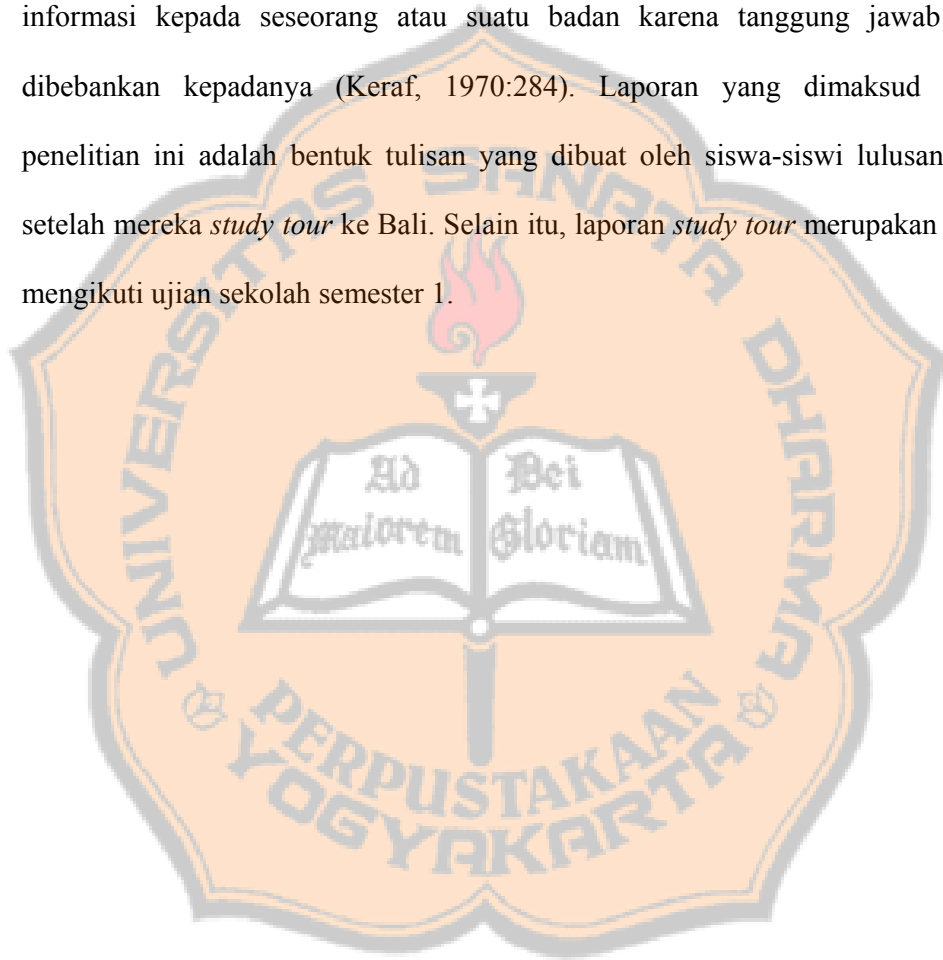 informasi kepada seseorang atau suatu badan karena tanggung jawab
dibebankan kepadanya (Keraf, 1970:284). Laporan yang dimaksud
penelitian ini adalah bentuk tulisan yang dibuat oleh siswa-siswi lulusan
setelah mereka study tour ke Bali. Selain itu, laporan study tour merupakan
mengikuti ujian sekolah semester 1.
UNIVERSITAS SANATA DHARMA
Ad Dei
Maiorem Gloriam
PERPUSTAKAAN
YOGYAKARTA